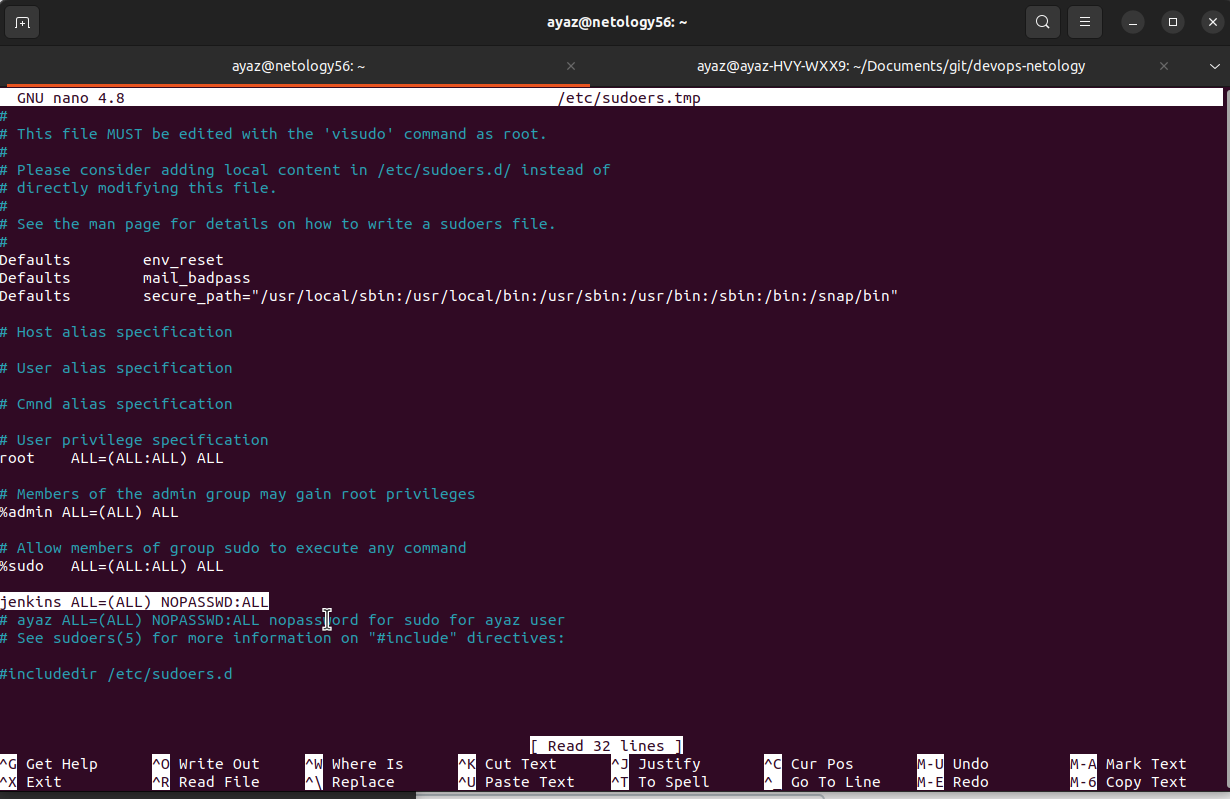 ayaz@netology56: ~
ayaz@netology56: ~
ayaz@ayaz-HVY-WXX9: ~/Documents/git/devops-netology
GNU nano 4.8 /etc/sudoers.tmp
#
# This file MUST be edited with the 'visudo' command as root.
#
# Please consider adding local content in /etc/sudoers.d/ instead of
# directly modifying this file.
#
# See the man page for details on how to write a sudoers file.
#
Defaults env_reset
Defaults mail_badpass
Defaults secure_path="/usr/local/sbin:/usr/local/bin:/usr/sbin:/usr/bin:/sbin:/bin:/snap/bin"
# Host alias specification
# User alias specification
# Cmnd alias specification
# User privilege specification
root ALL=(ALL:ALL) ALL
# Members of the admin group may gain root privileges
%admin ALL=(ALL) ALL
# Allow members of group sudo to execute any command
%sudo ALL=(ALL:ALL) ALL
jenkins ALL=(ALL) NOPASSWD:ALL
# ayaz ALL=(ALL) NOPASSWD:ALL nopassword for sudo for ayaz user
# See sudoers(5) for more information on "#include" directives:
#includedir /etc/sudoers.d
[ Read 32 lines ]
^G Get Help ^O Write Out ^W Where Is ^K Cut Text ^J Justify ^C Cur Pos M-U Undo M-A Mark Text
^X Exit ^R Read File ^\ Replace ^U Paste Text ^T To Spell ^_ Go To Line M-E Redo M-6 Copy Text